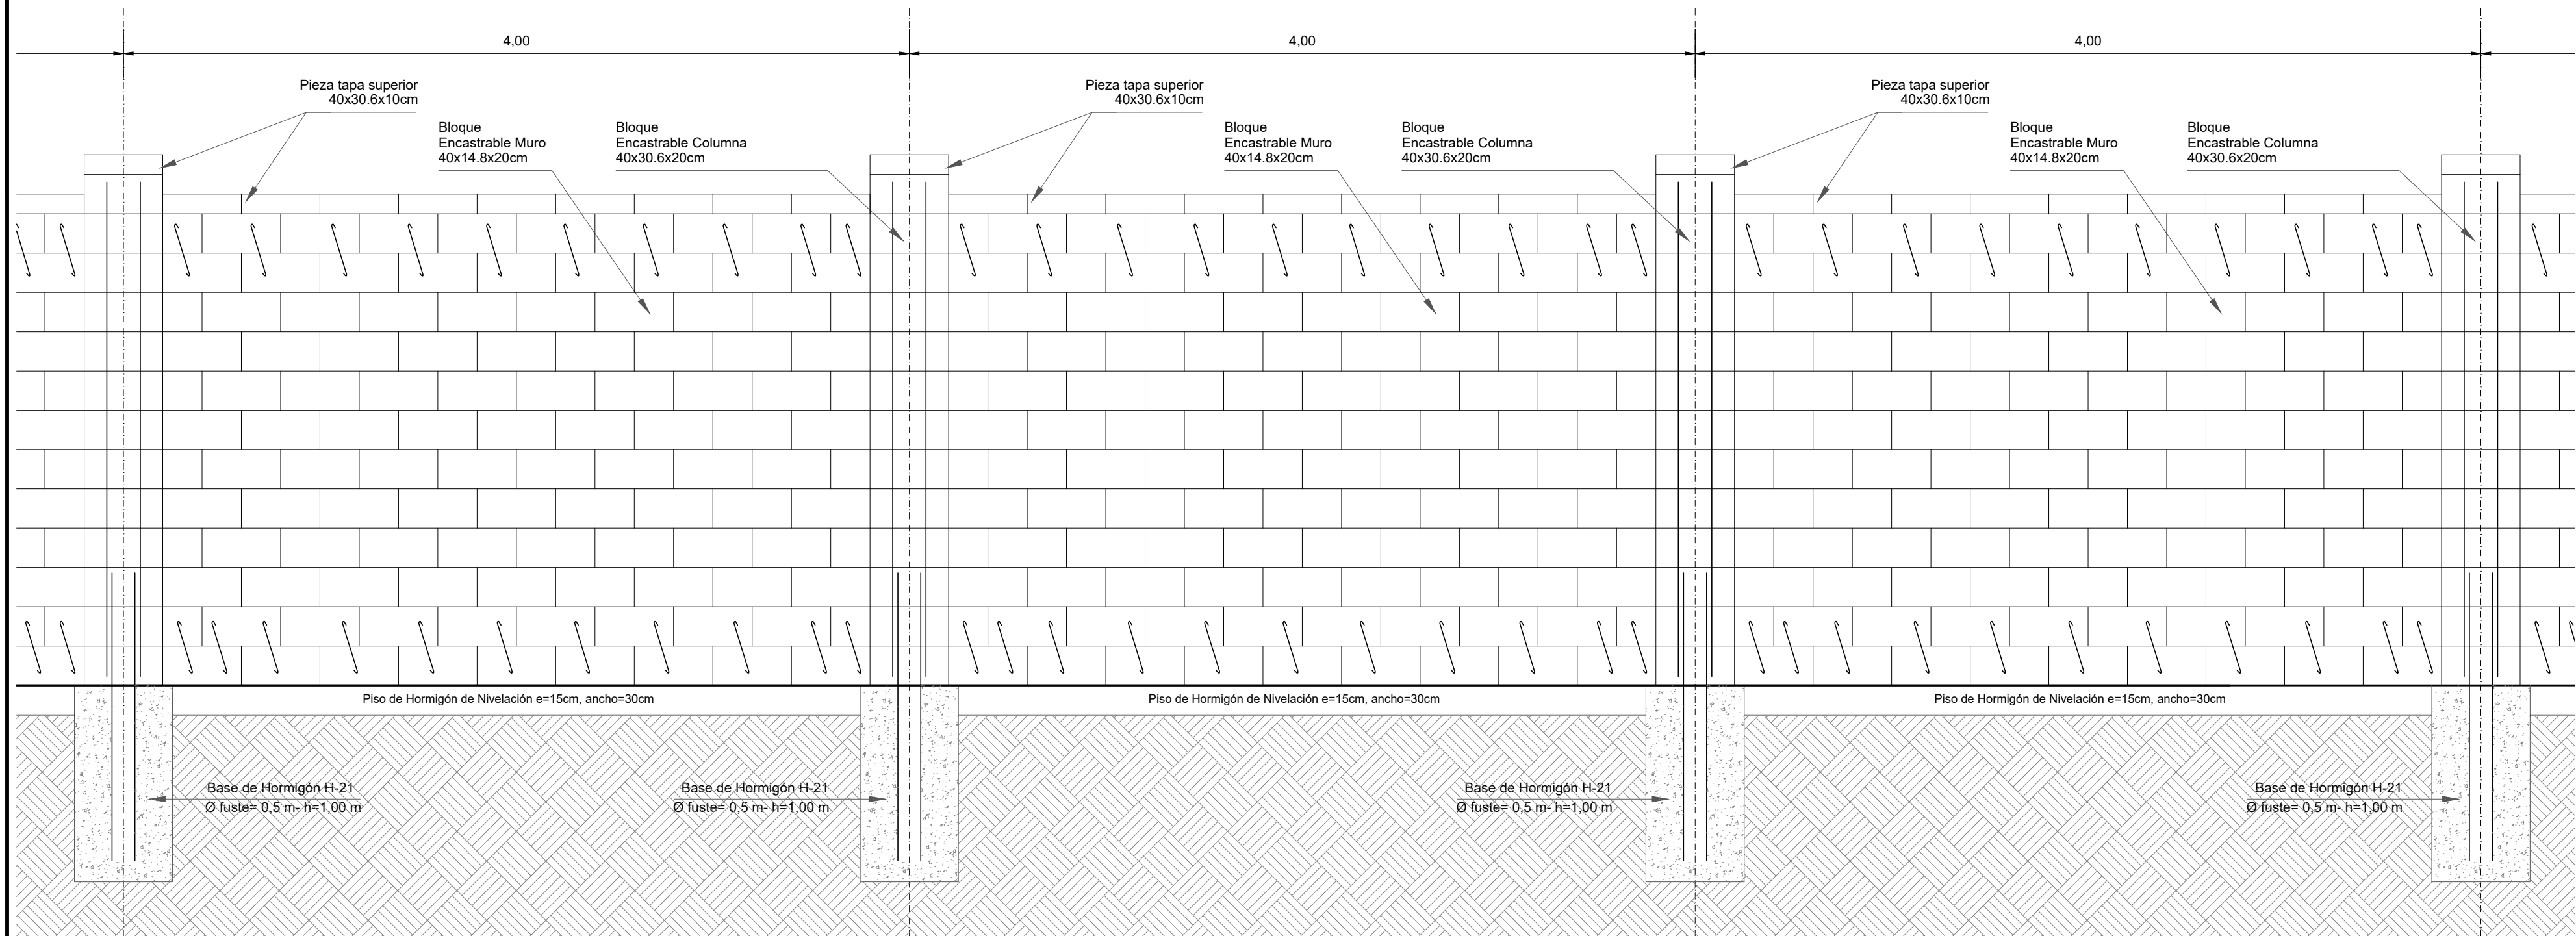 4,00
4,00
4,00
Pieza tapa superior
40x30.6x10cm
Pieza tapa superior
40x30.6x10cm
Pieza tapa superior
40x30.6x10cm
Bloque
Encastrable Muro
40x14.8x20cm
Bloque
Encastrable Columna
40x30.6x20cm
Bloque
Encastrable Muro
40x14.8x20cm
Bloque
Encastrable Columna
40x30.6x20cm
Bloque
Encastrable Muro
40x14.8x20cm
Bloque
Encastrable Columna
40x30.6x20cm
Piso de Hormigón de Nivelación e=15cm, ancho=30cm
Piso de Hormigón de Nivelación e=15cm, ancho=30cm
Piso de Hormigón de Nivelación e=15cm, ancho=30cm
Base de Hormigón H-21
Ø fuste= 0,5 m- h=1,00 m
Base de Hormigón H-21
Ø fuste= 0,5 m- h=1,00 m
Base de Hormigón H-21
Ø fuste= 0,5 m- h=1,00 m
Base de Hormigón H-21
Ø fuste= 0,5 m- h=1,00 m